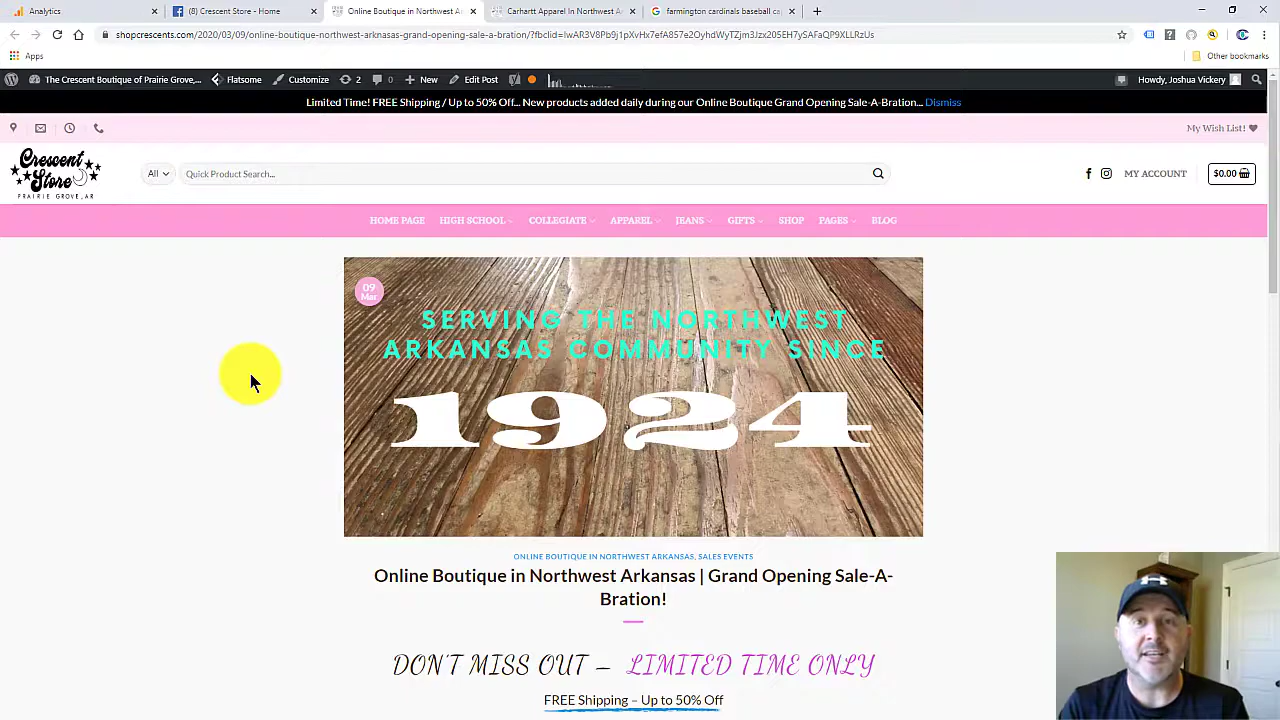 Analytics
(8) Crescent Store - Home
Online Boutique in Northwest Ar
Carhartt Apparel In Northwest Ar
farmington cardinals baseball ca
shopcrescents.com/2020/03/09/online-boutique-northwest-arknasas-grand-opening-sale-a-bration/?fbclid=
Apps
Other bookmarks
The Crescent Boutique of Prairie Grove,...
Flatsome
Customize
2
0
New
Edit Post
Howdy, Joshua Vickery
Limited Time! FREE Shipping / Up to 50% Off... New products added daily during our Online Boutique Grand Opening Sale-A-Bration... Dismiss
My Wish List!
Crescent
Store
PRAIRIE GROVE, AR
All
Quick Product Search...
MY ACCOUNT
$0.00
HOME PAGE
HIGH SCHOOL
COLLEGIATE
APPAREL
JEANS
GIFTS
SHOP
PAGES
BLOG
09
Mar
SERVING THE NORTHWEST
ARKANSAS COMMUNITY SINCE
1924
ONLINE BOUTIQUE IN NORTHWEST ARKANSAS, SALES EVENTS
Online Boutique in Northwest Arkansas | Grand Opening Sale-A-
Bration!
DON'T MISS OUT – LIMITED TIME ONLY
FREE Shipping – Up to 50% Off